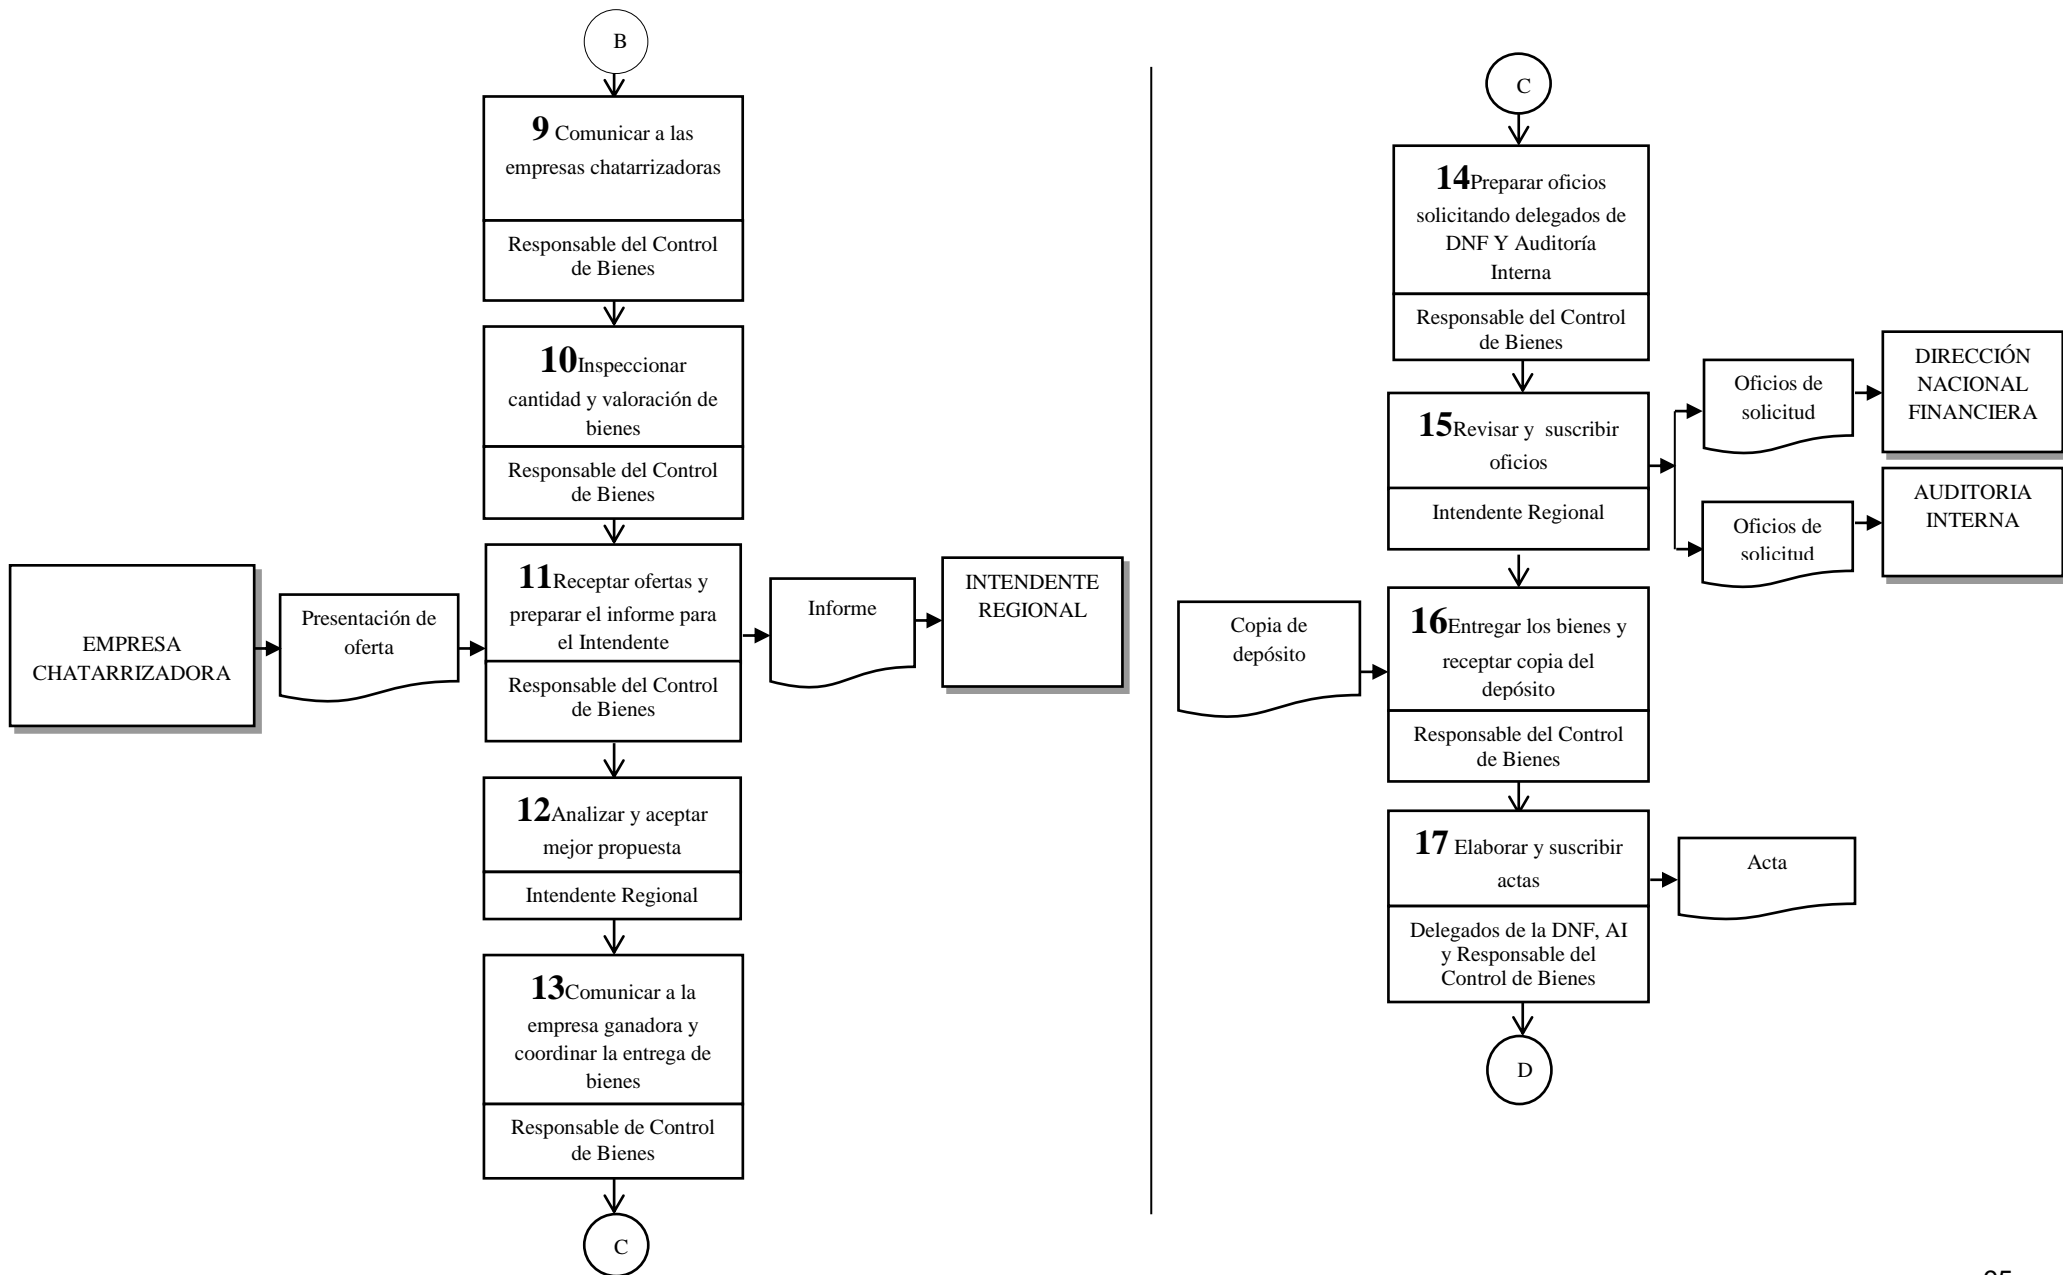 B
9 Comunicar a las
empresas chatarrizadoras
Responsable del Control
de Bienes
10Inspeccionar
cantidad y valoración de
bienes
Responsable del Control
de Bienes
EMPRESA
CHATARRIZADORA
Presentación de
oferta
11Receptar ofertas y
preparar el informe para
el Intendente
Responsable del Control
de Bienes
Informe
INTENDENTE
REGIONAL
12Analizar y aceptar
mejor propuesta
Intendente Regional
13Comunicar a la
empresa ganadora y
coordinar la entrega de
bienes
Responsable de Control
de Bienes
C
C
14Preparar oficios
solicitando delegados de
DNF Y Auditoría
Interna
Responsable del Control
de Bienes
15Revisar y  suscribir
oficios
Intendente Regional
Oficios de
solicitud
DIRECCIÓN
NACIONAL
FINANCIERA
Oficios de
solicitud
AUDITORIA
INTERNA
Copia de
depósito
16Entregar los bienes y
receptar copia del
depósito
Responsable del Control
de Bienes
17 Elaborar y suscribir
actas
Delegados de la DNF, AI
y Responsable del
Control de Bienes
Acta
D